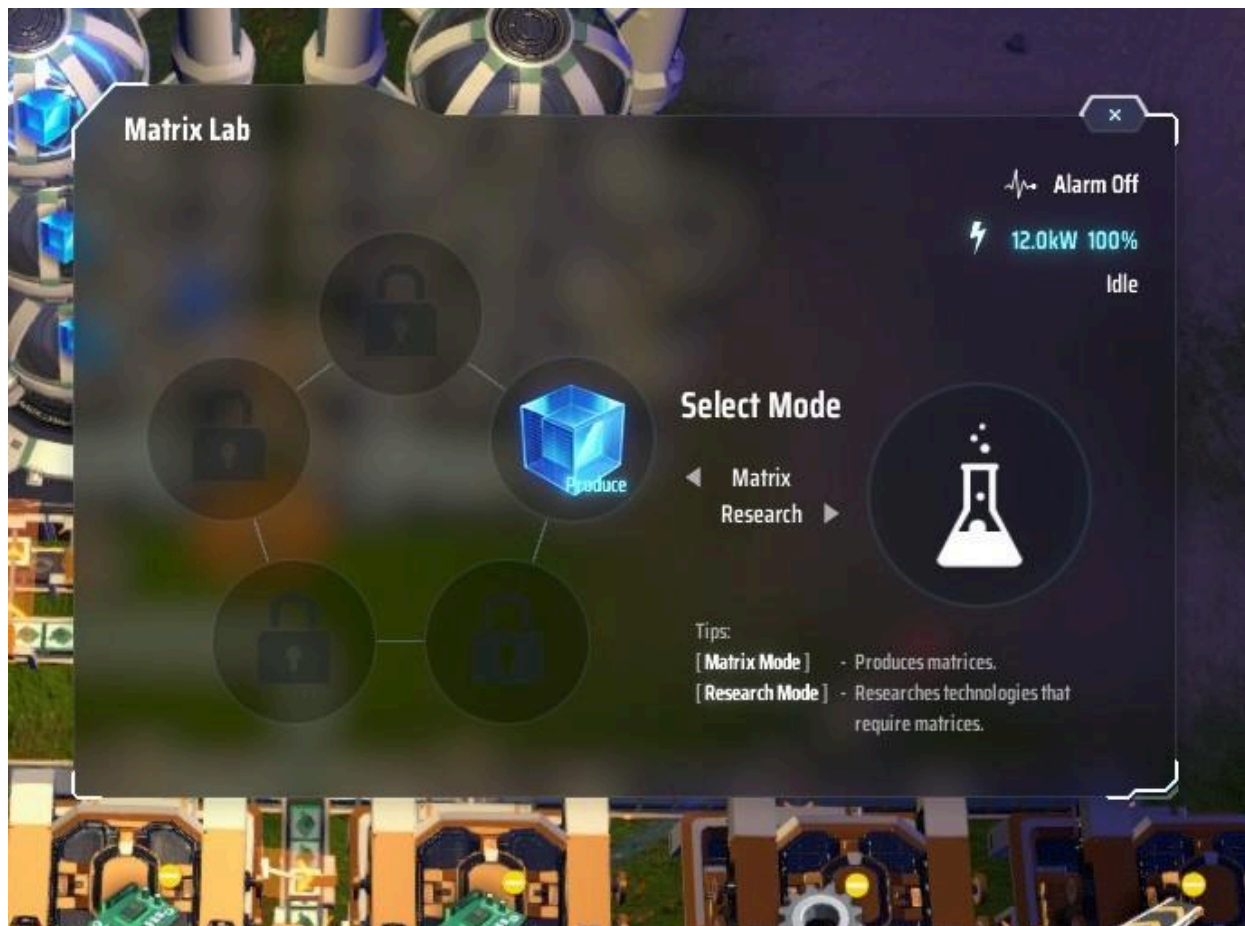 Matrix Lab
×
Alarm Off
12.0kW 100%
Idle
Produce
Select Mode
Matrix
Research
Tips:
[ Matrix Mode ] - Produces matrices.
[ Research Mode ] - Researches technologies that
require matrices.